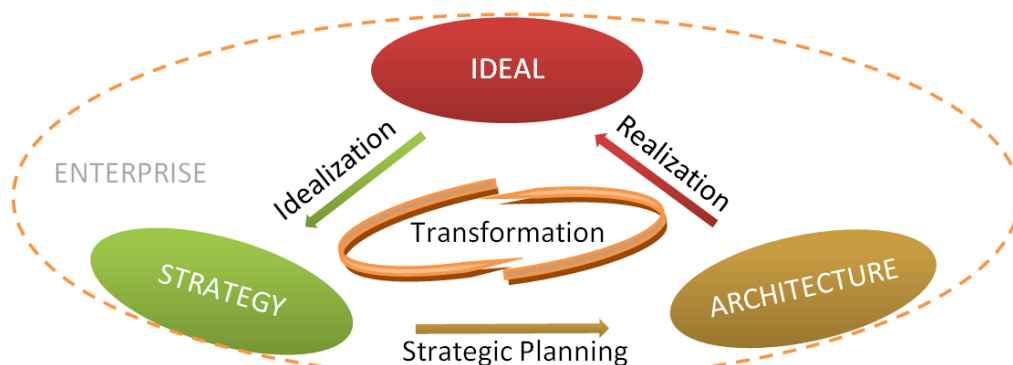 IDEAL
Idealization
Realization
ENTERPRISE
Transformation
STRATEGY
ARCHITECTURE
Strategic Planning